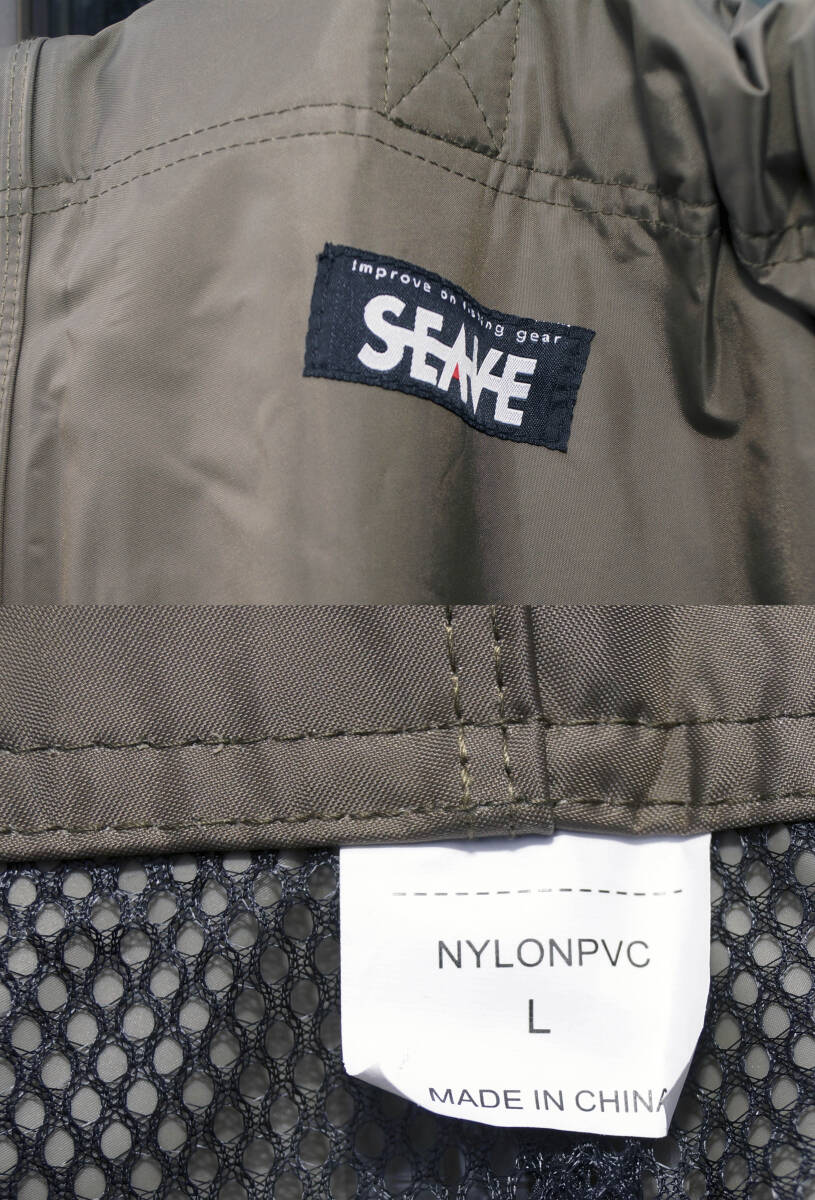 Improve on fishing gear
SEAVE
NYLONPVC
L
MADE IN CHINA